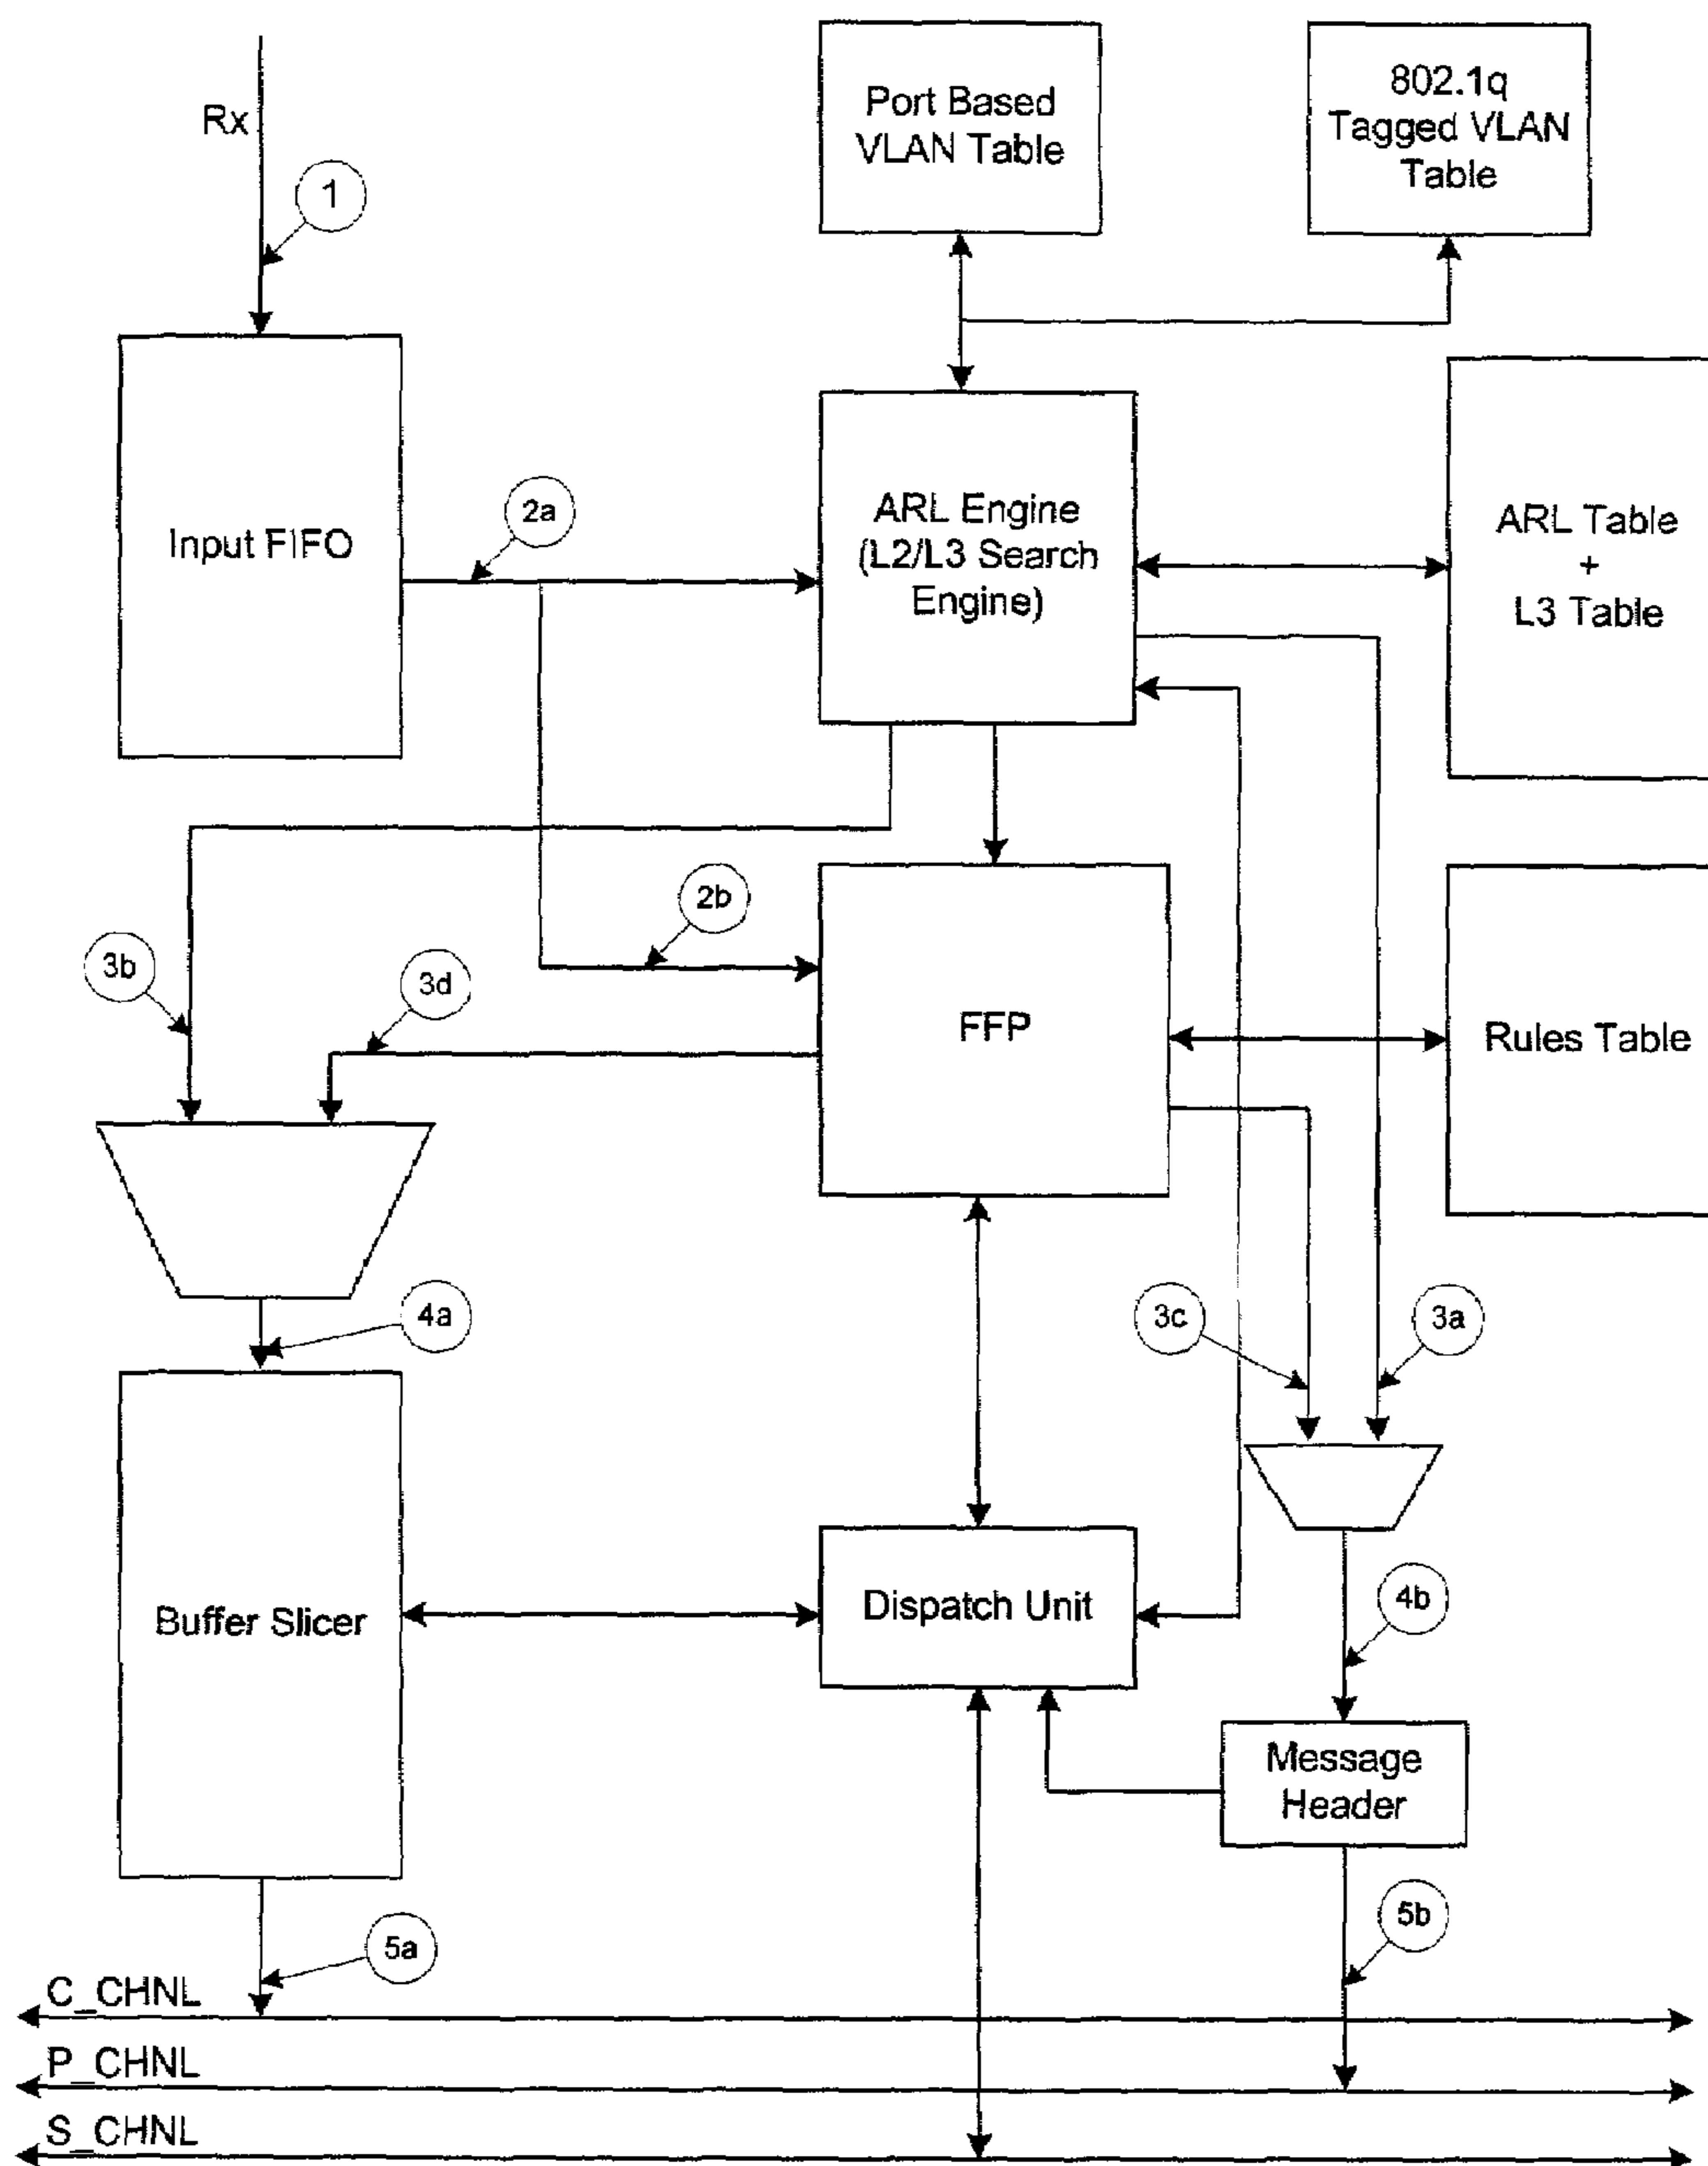 Rx
1
Port Based
VLAN Table
802.1q
Tagged VLAN
Table
Input FIFO
2a
ARL Engine
(L2/L3 Search
Engine)
ARL Table
+
L3 Table
2b
3b
3d
FFP
Rules Table
4a
3c
3a
Buffer Slicer
Dispatch Unit
4b
Message
Header
5a
5b
C_CHNL
P_CHNL
S_CHNL